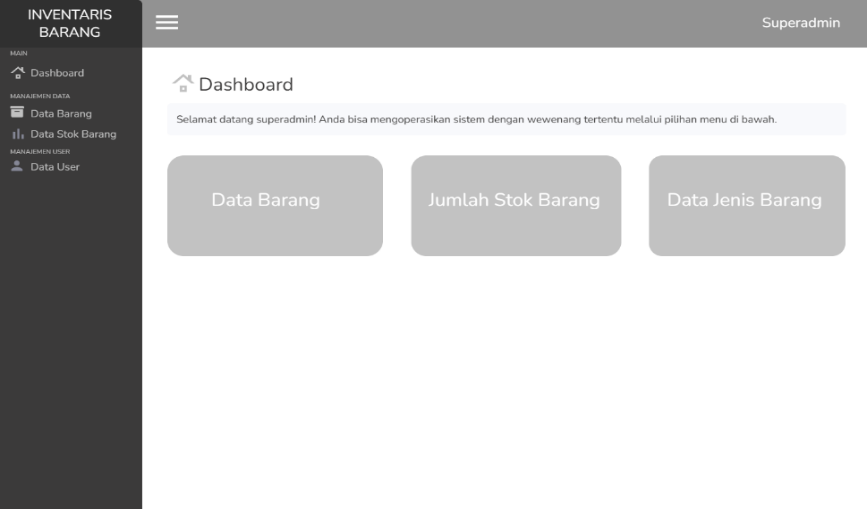 INVENTARIS
BARANG
MAIN
Dashboard
MANAJEMEN DATA
Data Barang
Data Stok Barang
MANAJEMEN USER
Data User
Superadmin
Dashboard
Selamat datang superadmin! Anda bisa mengoperasikan sistem dengan wewenang tertentu melalui pilihan menu di bawah.
Data Barang
Jumlah Stok Barang
Data Jenis Barang